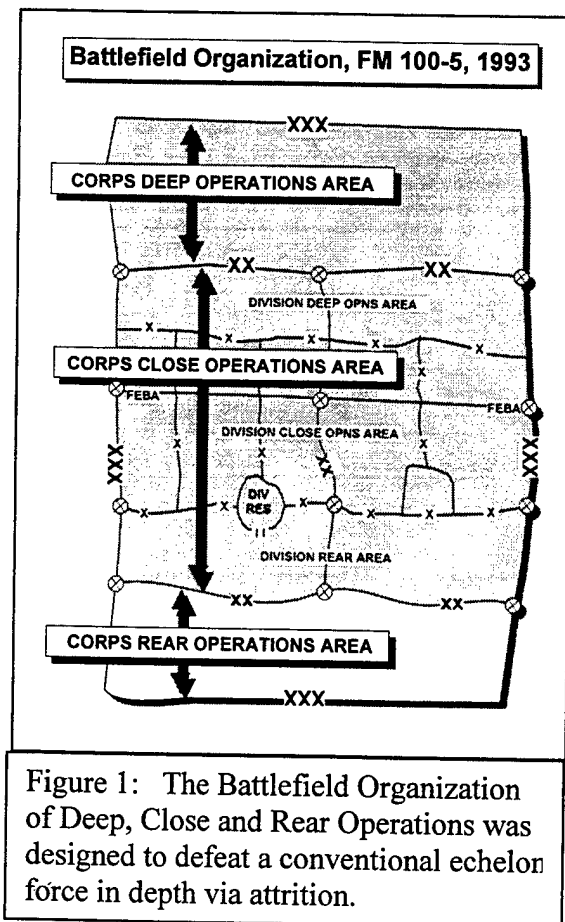 Battlefield Organization, FM 100-5, 1993
XXX
CORPS DEEP OPERATIONS AREA
XX XX
DIVISION DEEP OPNS AREA
X X X X
CORPS CLOSE OPERATIONS AREA
X X
FEBA FEBA
DIVISION CLOSE OPNS AREA
XXX X X XX X XXX
DIV
RES
X X X X X
II
DIVISION REAR AREA
XX XX
CORPS REAR OPERATIONS AREA
XXX
Figure 1: The Battlefield Organization
of Deep, Close and Rear Operations was
designed to defeat a conventional echelon
force in depth via attrition.